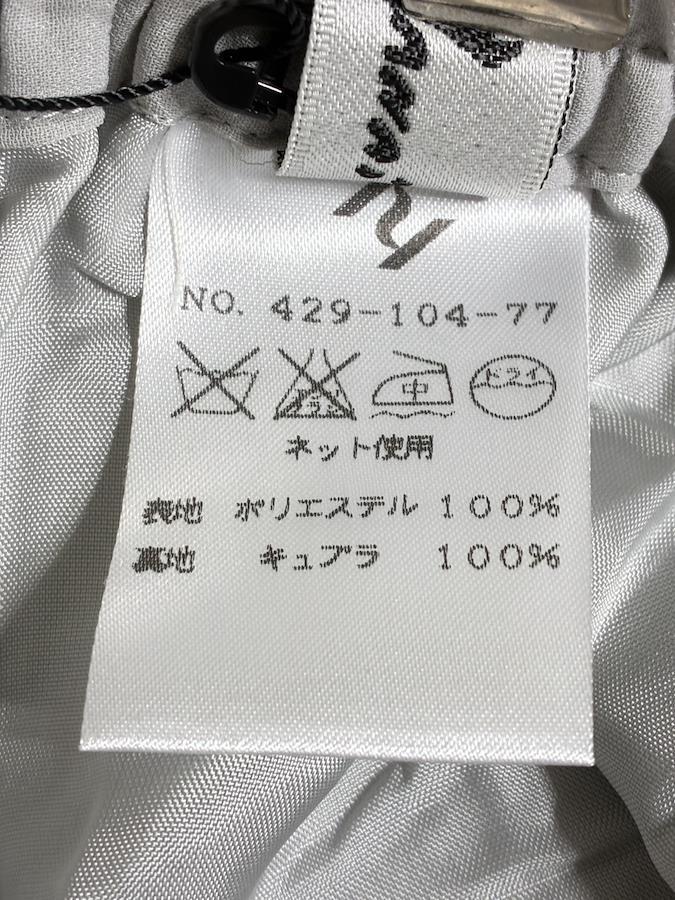 NO. 429-104-77
中 ドライ
ネット使用
表地 ポリエステル 100%
裏地 キュプラ 100%